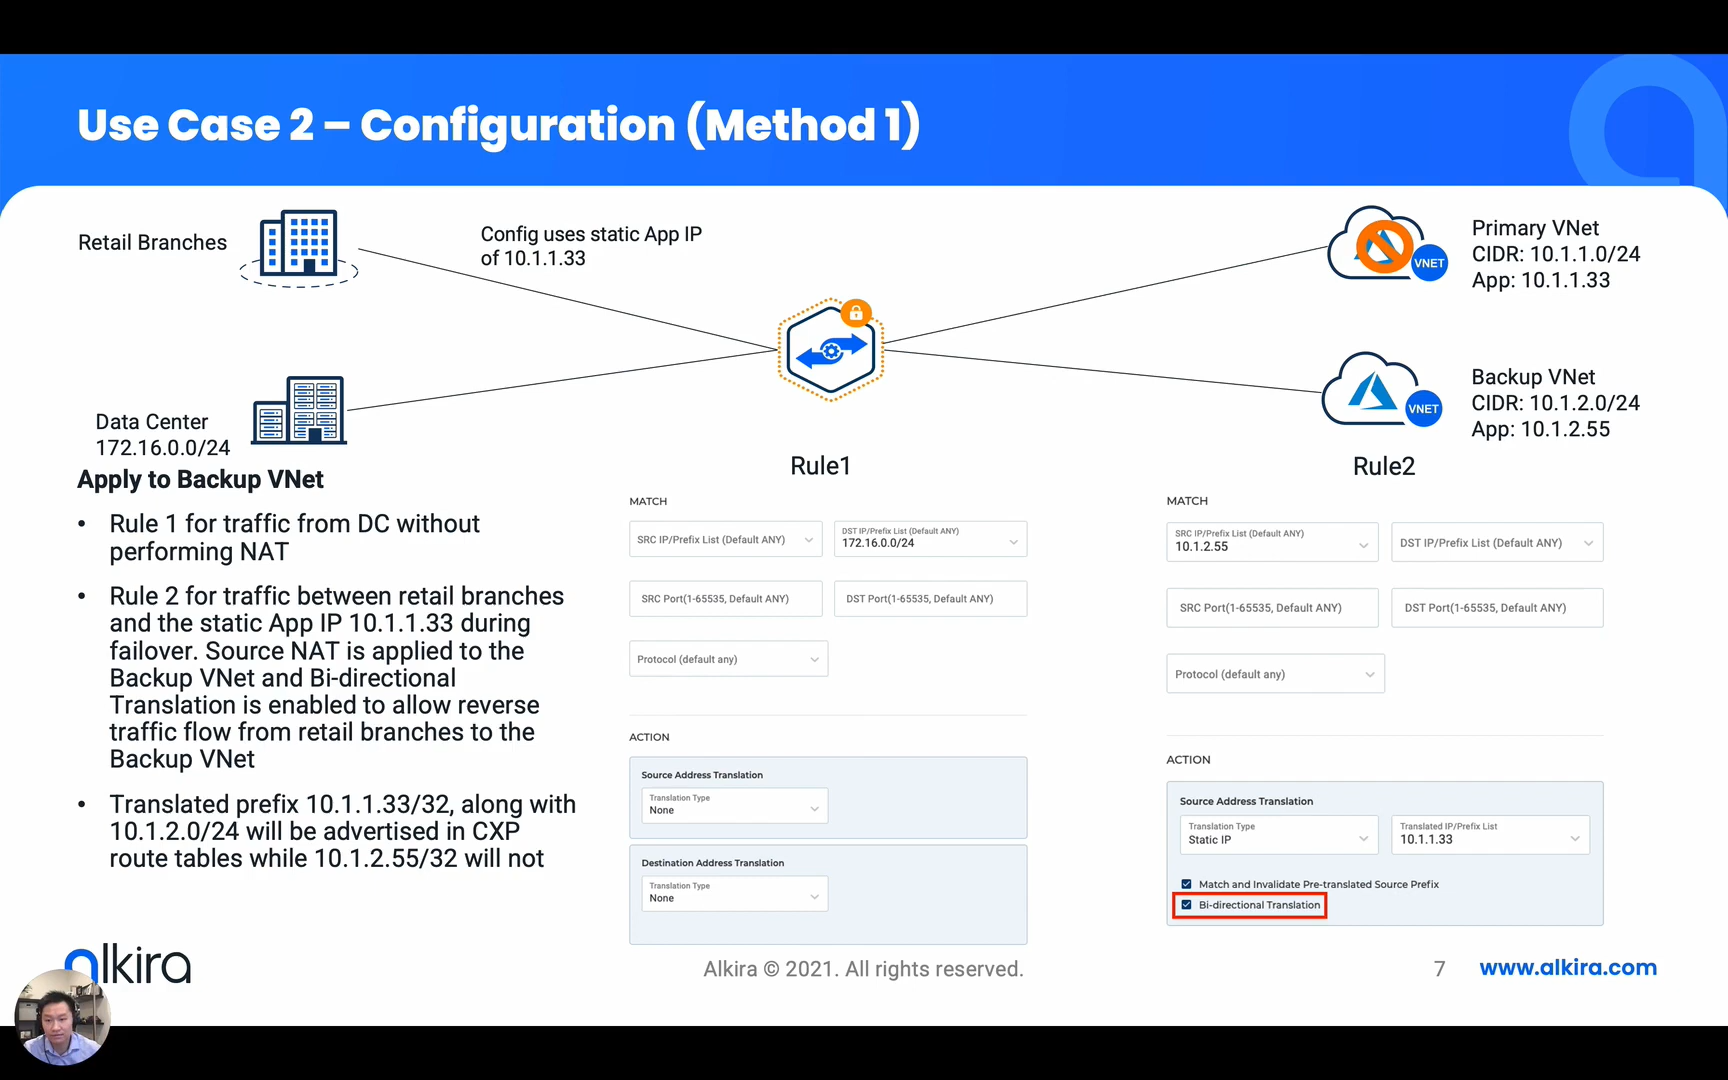 Use Case 2 – Configuration (Method 1)
Retail Branches
Config uses static App IP
of 10.1.1.33
VNET
Primary VNet
CIDR: 10.1.1.0/24
App: 10.1.1.33
Data Center
172.16.0.0/24
VNET
Backup VNet
CIDR: 10.1.2.0/24
App: 10.1.2.55
Apply to Backup VNet
• Rule 1 for traffic from DC without
performing NAT
• Rule 2 for traffic between retail branches
and the static App IP 10.1.1.33 during
failover. Source NAT is applied to the
Backup VNet and Bi-directional
Translation is enabled to allow reverse
traffic flow from retail branches to the
Backup VNet
• Translated prefix 10.1.1.33/32, along with
10.1.2.0/24 will be advertised in CXP
route tables while 10.1.2.55/32 will not
Rule1
MATCH
SRC IP/Prefix List (Default ANY)
DST IP/Prefix List (Default ANY)
172.16.0.0/24
SRC Port(1-65535, Default ANY)
DST Port(1-65535, Default ANY)
Protocol (default any)
ACTION
Source Address Translation
Translation Type
None
Destination Address Translation
Translation Type
None
Rule2
MATCH
SRC IP/Prefix List (Default ANY)
10.1.2.55
DST IP/Prefix List (Default ANY)
SRC Port(1-65535, Default ANY)
DST Port(1-65535, Default ANY)
Protocol (default any)
ACTION
Source Address Translation
Translation Type
Static IP
Translated IP/Prefix List
10.1.1.33
Match and Invalidate Pre-translated Source Prefix
Bi-directional Translation
alkira
Alkira © 2021. All rights reserved.
7
www.alkira.com